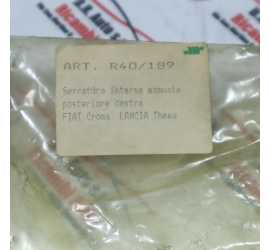 ART. R40/189
Serratura interna manuale
posteriore destra
FIAT Croma LANCIA Thema